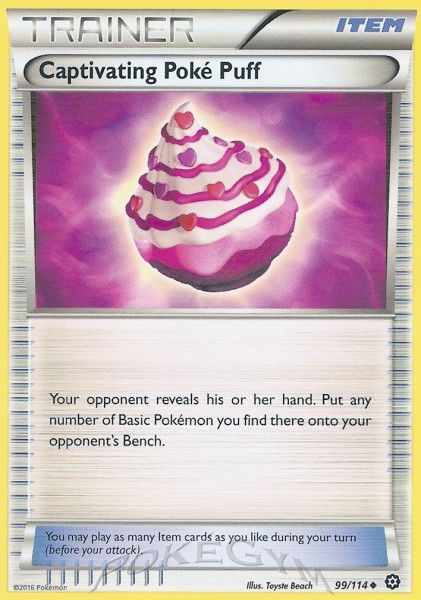 TRAINER
ITEM
Captivating Poké Puff
Your opponent reveals his or her hand. Put any
number of Basic Pokémon you find there onto your
opponent's Bench.
You may play as many Item cards as you like during your turn
(before your attack).
POKEGYM
©2016 Pokémon
Illus. Toyste Beach
99/114